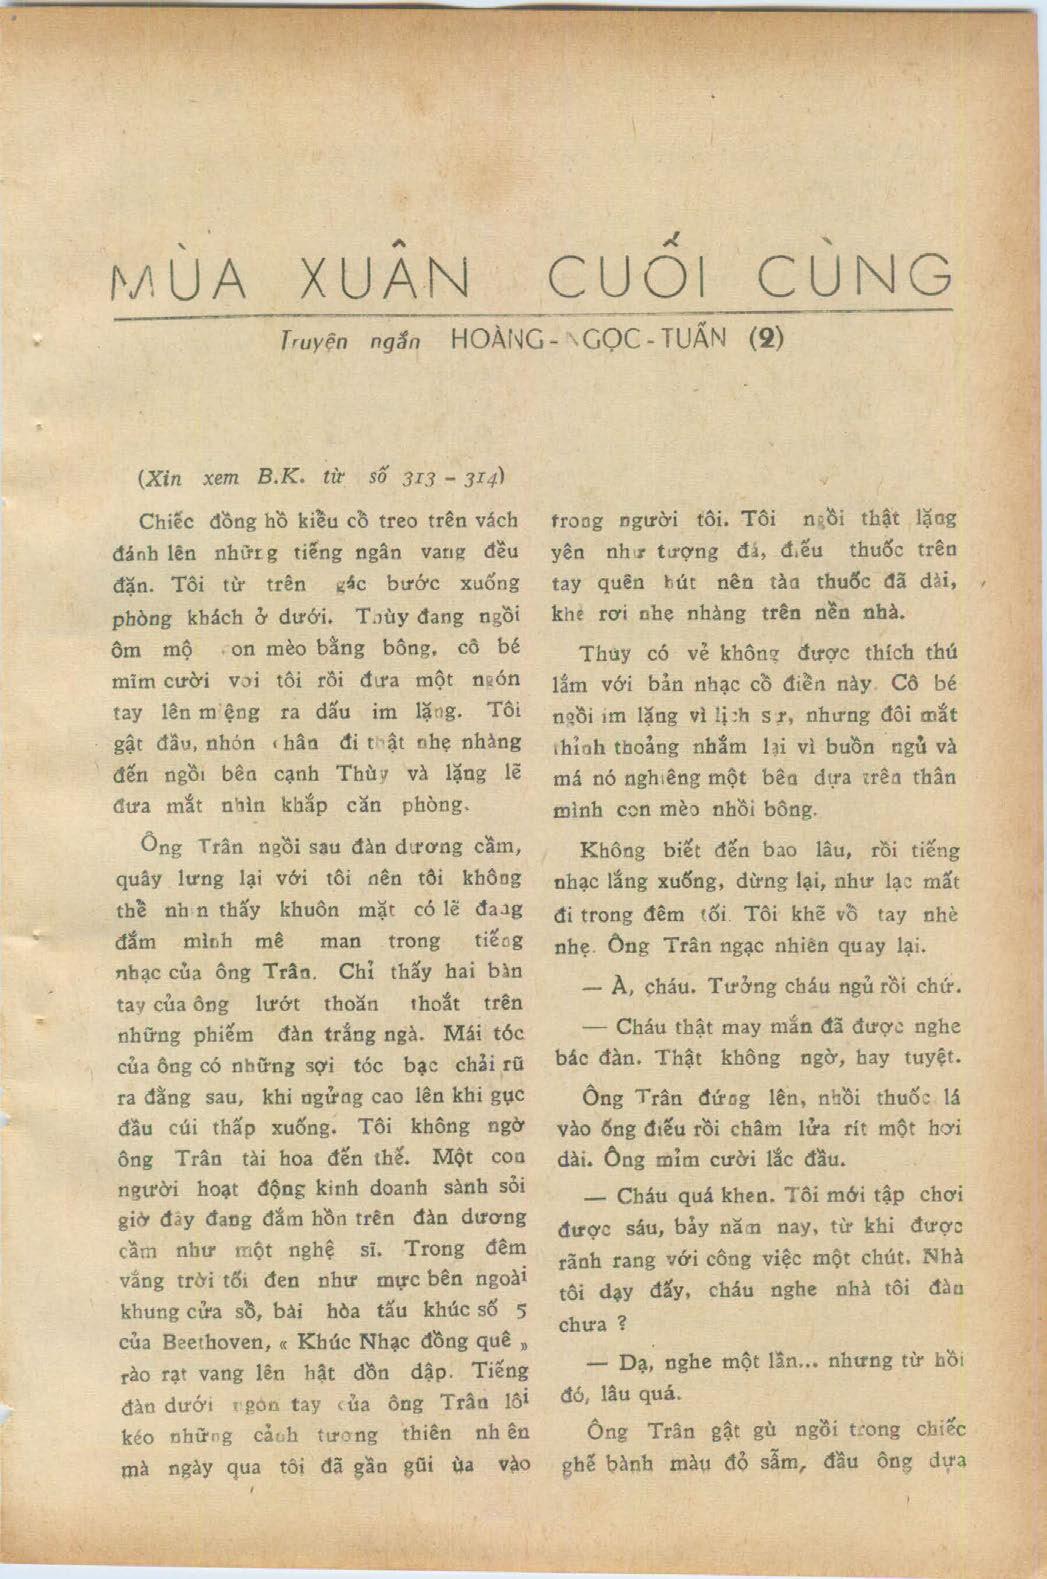 MÙA XUÂN CUỐI CÙNG
Truyện ngắn HOÀNG-NGỌC-TUẤN (2)
(Xin xem B.K. từ số 313 - 314)
Chiếc đồng hồ kiểu cổ treo trên vách
đánh lên những tiếng ngân vang đều
đặn. Tôi từ trên gác bước xuống
phòng khách ở dưới. Thùy đang ngồi
ôm một con mèo bằng bông, cô bé
mỉm cười với tôi rồi đưa một ngón
tay lên miệng ra dấu im lặng. Tôi
gật đầu, nhón chân đi thật nhẹ nhàng
đến ngồi bên cạnh Thùy và lặng lẽ
đưa mắt nhìn khắp căn phòng.
Ông Trân ngồi sau đàn dương cầm,
quây lưng lại với tôi nên tôi không
thể nhìn thấy khuôn mặt có lẽ đang
đắm mình mê man trong tiếng
nhạc của ông Trân. Chỉ thấy hai bàn
tay của ông lướt thoăn thoắt trên
những phiếm đàn trắng ngà. Mái tóc
của ông có những sợi tóc bạc chải rũ
ra đằng sau, khi ngửng cao lên khi gục
đầu cúi thấp xuống. Tôi không ngờ
ông Trân tài hoa đến thế. Một con
người hoạt động kinh doanh sành sỏi
giờ đây đang đắm hồn trên đàn dương
cầm như một nghệ sĩ. Trong đêm
vắng trời tối đen như mực bên ngoài
khung cửa sổ, bài hòa tấu khúc số 5
của Beethoven, « Khúc Nhạc đồng quê »
rào rạt vang lên hật dồn dập. Tiếng
đàn dưới ngón tay của ông Trân lôi
kéo những cảnh tượng thiên nhiên
mà ngày qua tôi đã gần gũi ùa vào
trong người tôi. Tôi ngồi thật lặng
yên như tượng đá, điếu thuốc trên
tay quên hút nên tàn thuốc đã dài,
khẽ rơi nhẹ nhàng trên nền nhà.
Thùy có vẻ không được thích thú
lắm với bản nhạc cổ điển này. Cô bé
ngồi im lặng vì lịch sự, nhưng đôi mắt
thỉnh thoảng nhắm lại vì buồn ngủ và
má nó nghiêng một bên dựa trên thân
mình con mèo nhồi bông.
Không biết đến bao lâu, rồi tiếng
nhạc lắng xuống, dừng lại, như lạc mất
đi trong đêm tối. Tôi khẽ vỗ tay nhè
nhẹ. Ông Trân ngạc nhiên quay lại.
— À, cháu. Tưởng cháu ngủ rồi chứ.
— Cháu thật may mắn đã được nghe
bác đàn. Thật không ngờ, hay tuyệt.
Ông Trân đứng lên, nhồi thuốc lá
vào ống điếu rồi châm lửa rít một hơi
dài. Ông mỉm cười lắc đầu.
— Cháu quá khen. Tôi mới tập chơi
được sáu, bảy năm nay, từ khi được
rãnh rang với công việc một chút. Nhà
tôi dạy đấy, cháu nghe nhà tôi đàn
chưa ?
— Dạ, nghe một lần... nhưng từ hồi
đó, lâu quá.
Ông Trân gật gù ngồi trong chiếc
ghế bành màu đỏ sẫm, đầu ông dựa